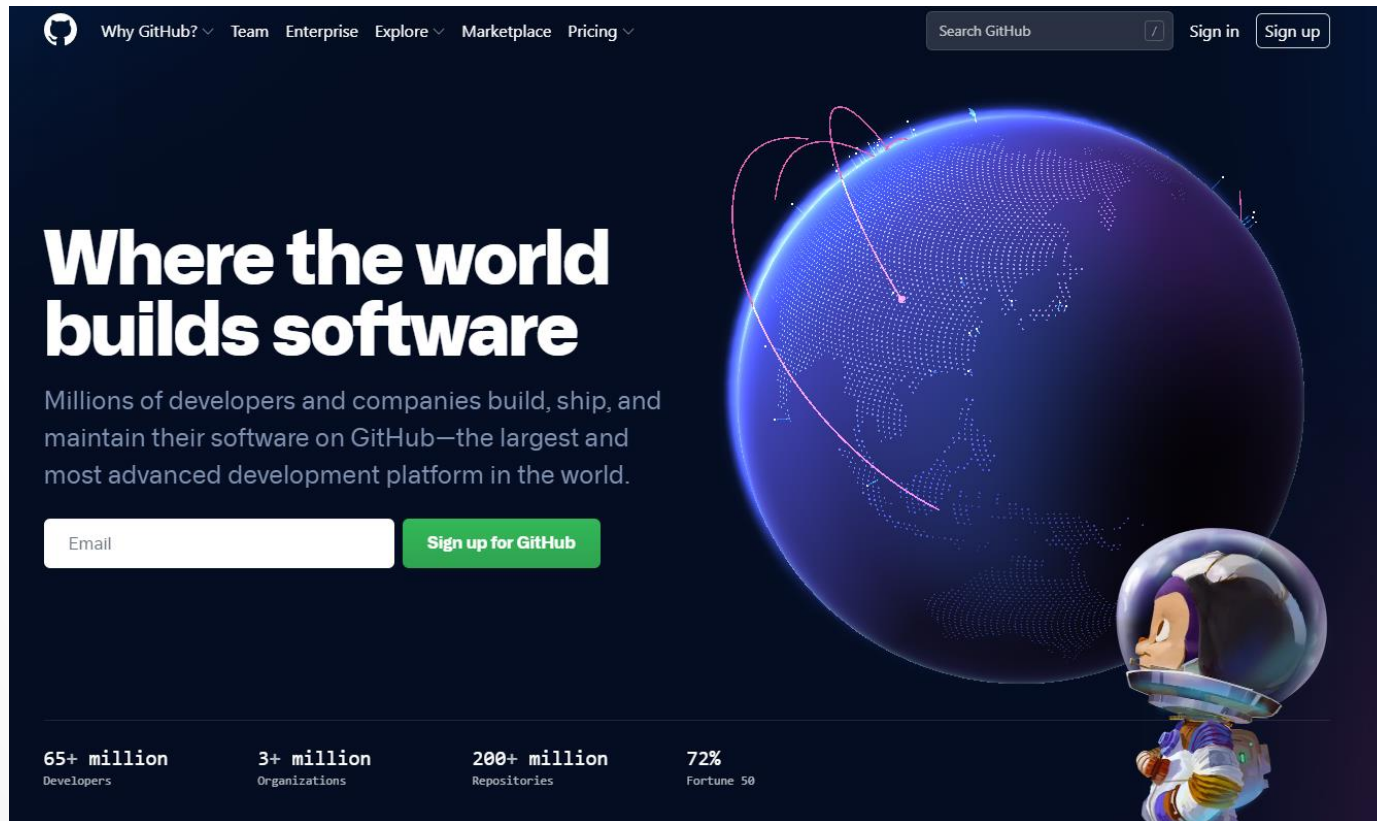 Why GitHub? Team Enterprise Explore Marketplace Pricing Search GitHub / Sign in Sign up
Where the world
builds software
Millions of developers and companies build, ship, and
maintain their software on GitHub—the largest and
most advanced development platform in the world.
Email Sign up for GitHub
65+ million 3+ million 200+ million 72%
Developers Organizations Repositories Fortune 50